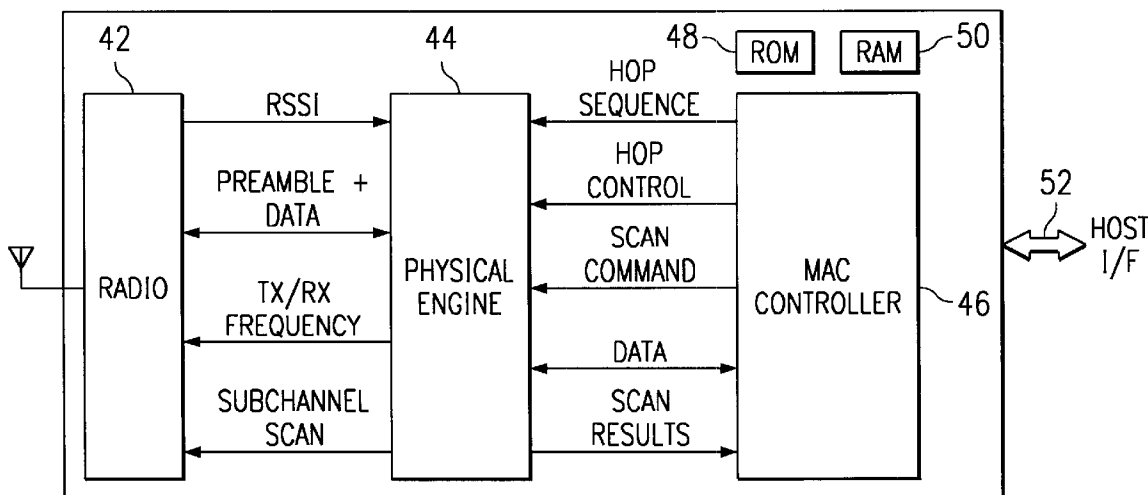 42
44
48
ROM
RAM
50
RSSI
HOP
SEQUENCE
PREAMBLE +
DATA
HOP
CONTROL
SCAN
COMMAND
52
HOST
I/F
RADIO
TX/RX
FREQUENCY
PHYSICAL
ENGINE
MAC
CONTROLLER
46
DATA
SUBCHANNEL
SCAN
SCAN
RESULTS